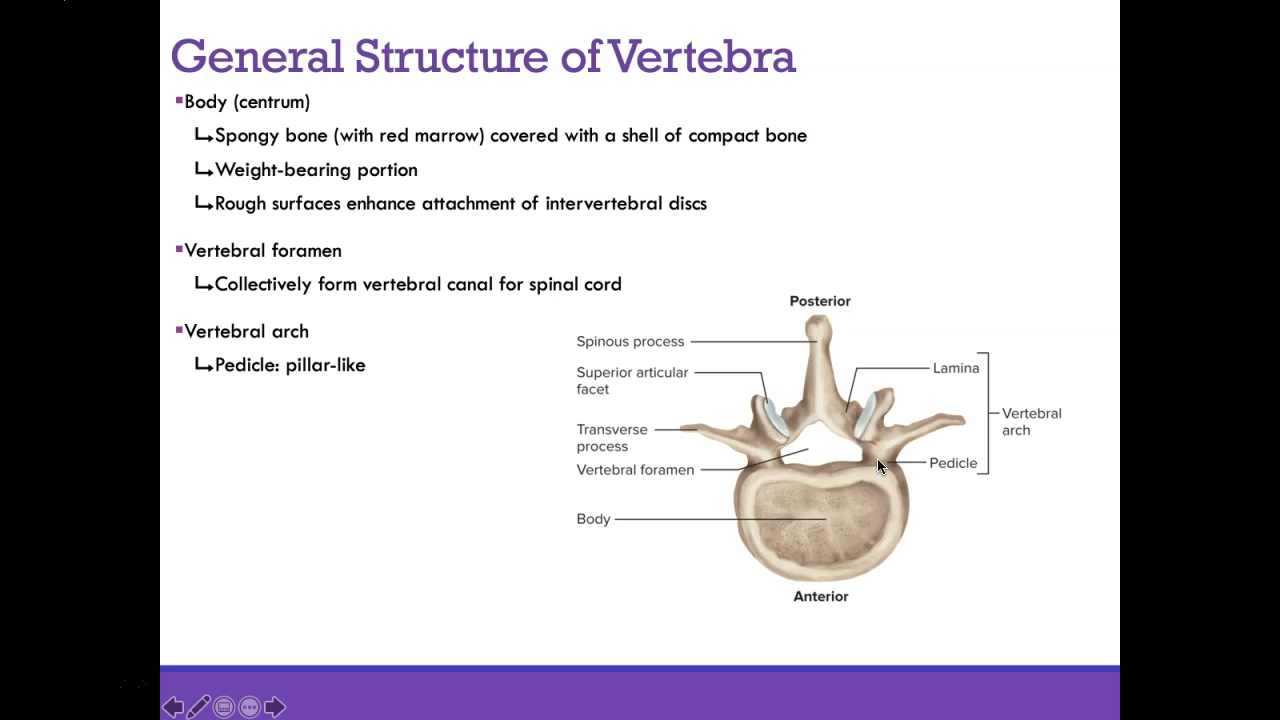 General Structure of Vertebra
Body (centrum)
Spongy bone (with red marrow) covered with a shell of compact bone
Weight-bearing portion
Rough surfaces enhance attachment of intervertebral discs
Vertebral foramen
Collectively form vertebral canal for spinal cord
Vertebral arch
Pedicle: pillar-like
Posterior
Spinous process
Superior articular
facet
Transverse
process
Vertebral foramen
Body
Lamina
Vertebral
arch
Pedicle
Anterior